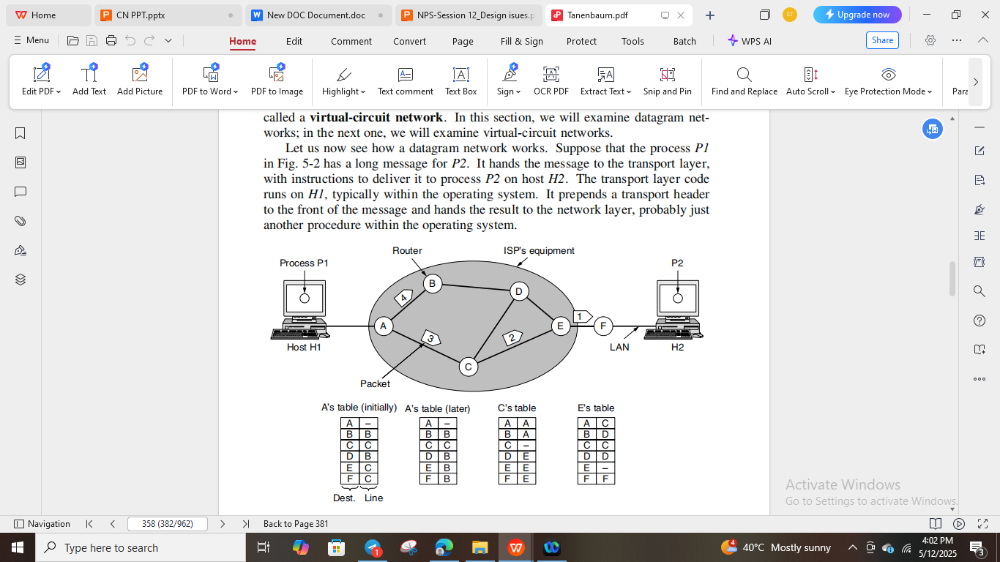 Home
CN PPT.pptx
New DOC Document.doc
NPS-Session 12_Design isues.p
Tanenbaum.pdf
ST
Upgrade now
Menu
Home
Edit
Comment
Convert
Page
Fill & Sign
Protect
Tools
Batch
WPS AI
Share
Edit PDF
Add Text
Add Picture
PDF to Word
PDF to Image
Highlight
Text comment
Text Box
Sign
OCR PDF
Extract Text
Snip and Pin
Find and Replace
Auto Scroll
Eye Protection Mode
Para
called a virtual-circuit network. In this section, we will examine datagram net-
works; in the next one, we will examine virtual-circuit networks.
Let us now see how a datagram network works. Suppose that the process P1
in Fig. 5-2 has a long message for P2. It hands the message to the transport layer,
with instructions to deliver it to process P2 on host H2. The transport layer code
runs on H1, typically within the operating system. It prepends a transport header
to the front of the message and hands the result to the network layer, probably just
another procedure within the operating system.
Router
ISP's equipment
Process P1
P2
B
D
4
1
A
E
F
3
2
Host H1
LAN
H2
C
Packet
A's table (initially) A's table (later) C's table E's table
A – A – A A A C
B B B B B A B D
C C C C C – C C
D B D B D E D D
E C E B E E E –
F C F B F E F F
Dest. Line
Activate Windows
Go to Settings to activate Windows.
Navigation
358 (382/962)
Back to Page 381
Type here to search
1
4
40°C Mostly sunny
4:02 PM
5/12/2025
3